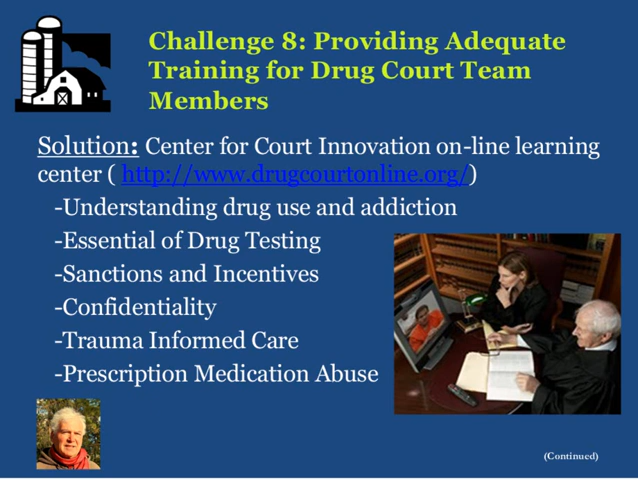 Challenge 8: Providing Adequate
Training for Drug Court Team
Members
Solution: Center for Court Innovation on-line learning
center ( http://www.drugcourtonline.org/)
-Understanding drug use and addiction
-Essential of Drug Testing
-Sanctions and Incentives
-Confidentiality
-Trauma Informed Care
-Prescription Medication Abuse
(Continued)